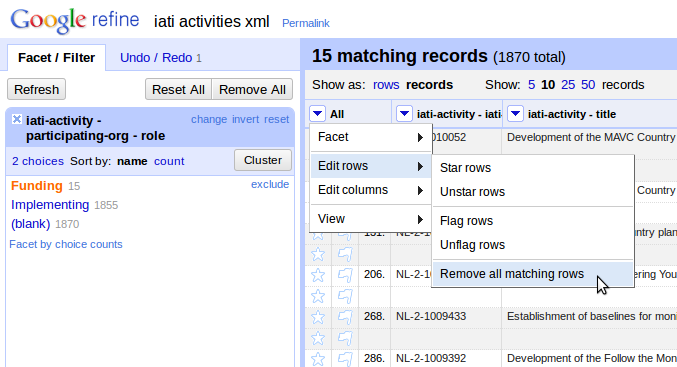 Google refine iati activities xml Permalink
Facet / Filter Undo / Redo 1
Refresh Reset All Remove All
iati-activity - participating-org - role change invert reset
2 choices Sort by: name count Cluster
Funding 15 exclude
Implementing 1855
(blank) 1870
Facet by choice counts
15 matching records (1870 total)
Show as: rows records Show: 5 10 25 50 records
All iati-activity - iati iati-activity - title
010052 Development of the MAVC Country
Facet
Edit rows
Edit columns
View
Star rows
Unstar rows
Flag rows
Unflag rows
Remove all matching rows
Country
untry plan
206. NL-2-1 ering You
268. NL-2-1009433 Establishment of baselines for moni
286. NL-2-1009392 Development of the Follow the Mon